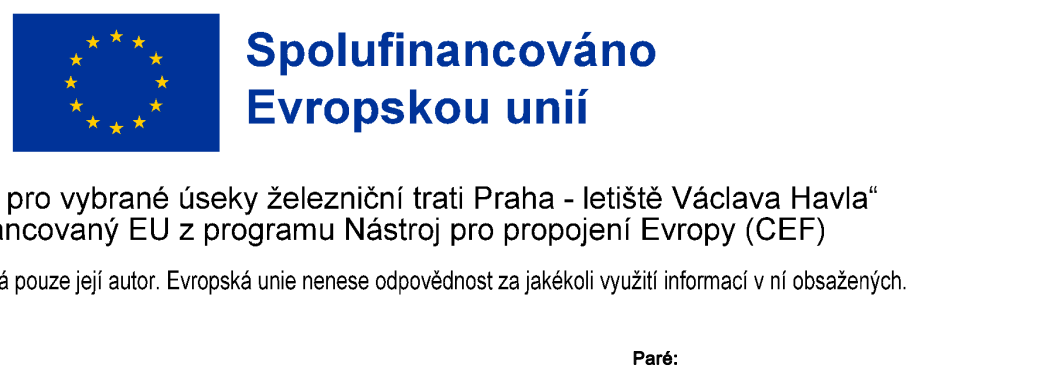 Spolufinancováno
Evropskou unií
pro vybrané úseky železniční trati Praha - letiště Václava Havla“
ancovaný EU z programu Nástroj pro propojení Evropy (CEF)
á pouze její autor. Evropská unie nenese odpovědnost za jakékoli využití informací v ní obsažených.
Paré: